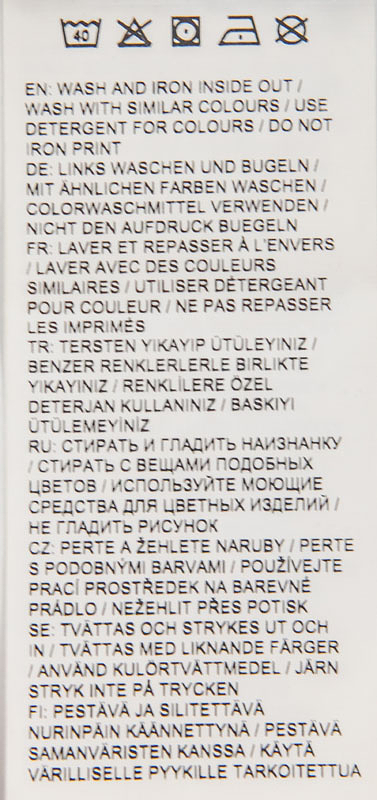 40
EN: WASH AND IRON INSIDE OUT /
WASH WITH SIMILAR COLOURS / USE
DETERGENT FOR COLOURS / DO NOT
IRON PRINT
DE: LINKS WASCHEN UND BUGELN /
MIT ÄHNLICHEN FARBEN WASCHEN /
COLORWASCHMITTEL VERWENDEN /
NICHT DEN AUFDRUCK BUEGELN
FR: LAVER ET REPASSER À L'ENVERS
/ LAVER AVEC DES COULEURS
SIMILAIRES / UTILISER DÉTERGEANT
POUR COULEUR / NE PAS REPASSER
LES IMPRIMÉS
TR: TERSTEN YIKAYIP ÜTÜLEYINIZ /
BENZER RENKLERLERLE BIRLIKTE
YIKAYINIZ / RENKLİLERE ÖZEL
DETERJAN KULLANINIZ / BASKIYI
ÜTÜLEMEYİNİZ
RU: СТИРАТЬ И ГЛАДИТЬ НАИЗНАНКУ
/ СТИРАТЬ С ВЕЩАМИ ПОДОБНЫХ
ЦВЕТОВ / ИСПОЛЬЗУЙТЕ МОЮЩИЕ
СРЕДСТВА ДЛЯ ЦВЕТНЫХ ИЗДЕЛИЙ /
НЕ ГЛАДИТЬ РИСУНОК
CZ: PERTE A ŽEHLETE NARUBY / PERTE
S PODOBNÝMI BARVAMI / POUŽÍVEJTE
PRACÍ PROSTŘEDEK NA BAREVNÉ
PRÁDLO / NEŽEHLIT PŘES POTISK
SE: TVÄTTAS OCH STRYKES UT OCH
IN / TVÄTTAS MED LIKNANDE FÄRGER
/ ANVÄND KULÖRTVÄTTMEDEL / JÄRN
STRYK INTE PÅ TRYCKEN
FI: PESTÄVÄ JA SILITETTÄVÄ
NURINPÄIN KÄÄNNETTYNÄ / PESTÄVÄ
SAMANVÄRISTEN KANSSA / KÄYTÄ
VÄRILLISELLE PYYKILLE TARKOITETTUA